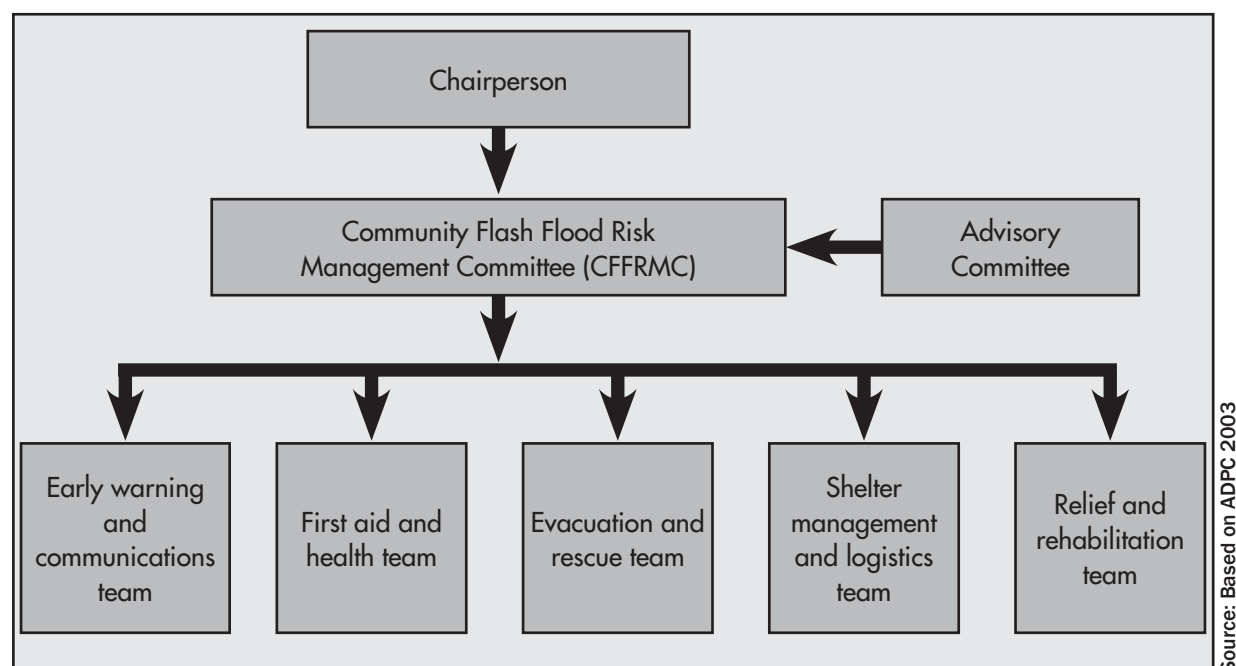 Chairperson
Community Flash Flood Risk
Management Committee (CFFRMC)
Advisory
Committee
Early warning
and
communications
team
First aid and
health team
Evacuation and
rescue team
Shelter
management
and logistics
team
Relief and
rehabilitation
team
Source: Based on ADPC 2003